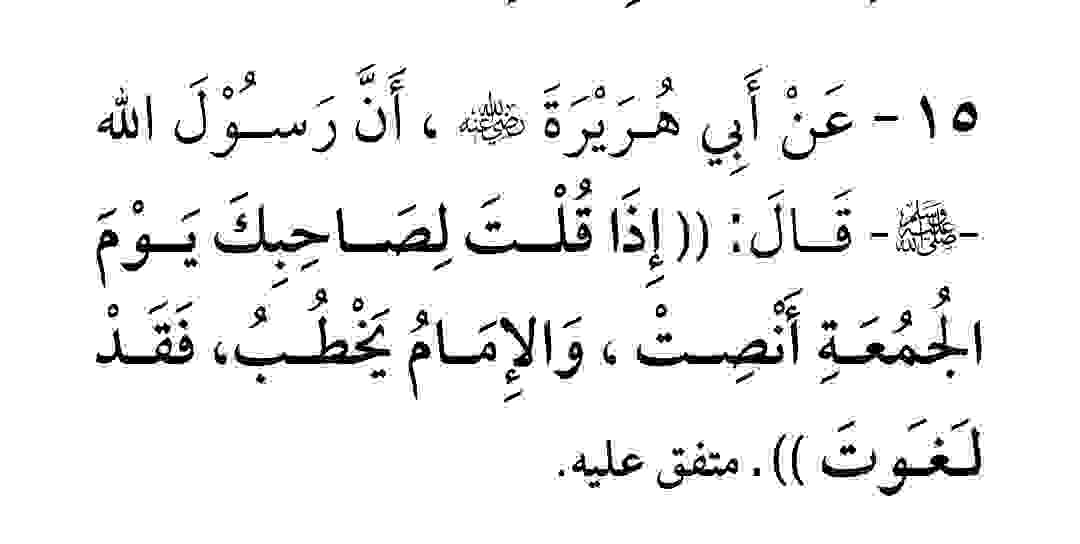 ١٥- عَنْ أَبِي هُرَيْرَةَ رضي الله عنه ، أَنَّ رَسُوْلَ الله
-ﷺ- قَالَ: ((إِذَا قُلْتَ لِصَاحِبِكَ يَوْمَ
الْجُمُعَةِ أَنْصِتْ ، وَالإِمَامُ يَخْطُبُ، فَقَدْ
لَغَوتَ)). متفق عليه.